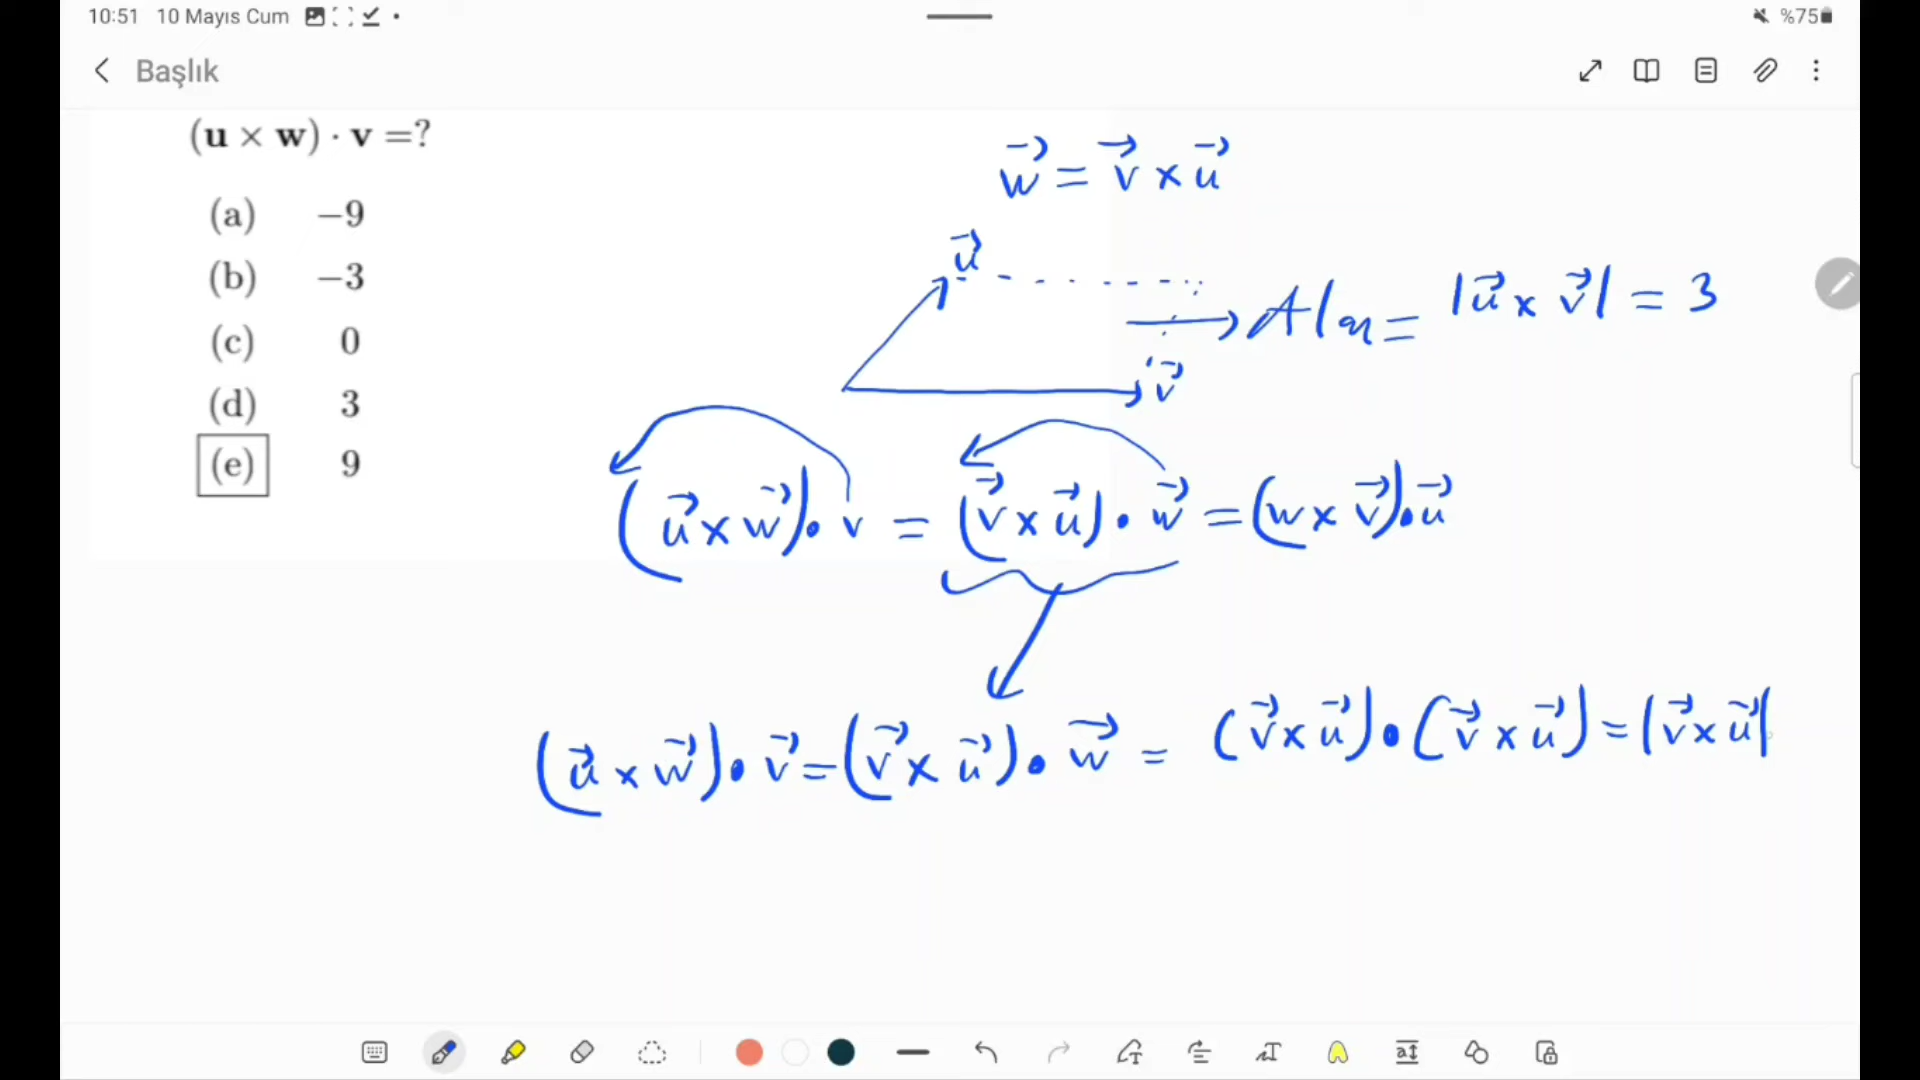 10:51 10 Mayıs Cum
%75
Başlık
(u × w) · v =?
(a) −9
(b) −3
(c) 0
(d) 3
(e) 9
w⃗ = v⃗ × u⃗
u⃗
Alan = |u⃗ × v⃗| = 3
v⃗
(u⃗ × w⃗) • v = (v⃗ × u⃗) • w⃗ = (w × v⃗) • u⃗
(u⃗ × w⃗) • v⃗ = (v⃗ × u⃗) • w⃗ = (v⃗ × u⃗) • (v⃗ × u⃗) = |v⃗ × u⃗|